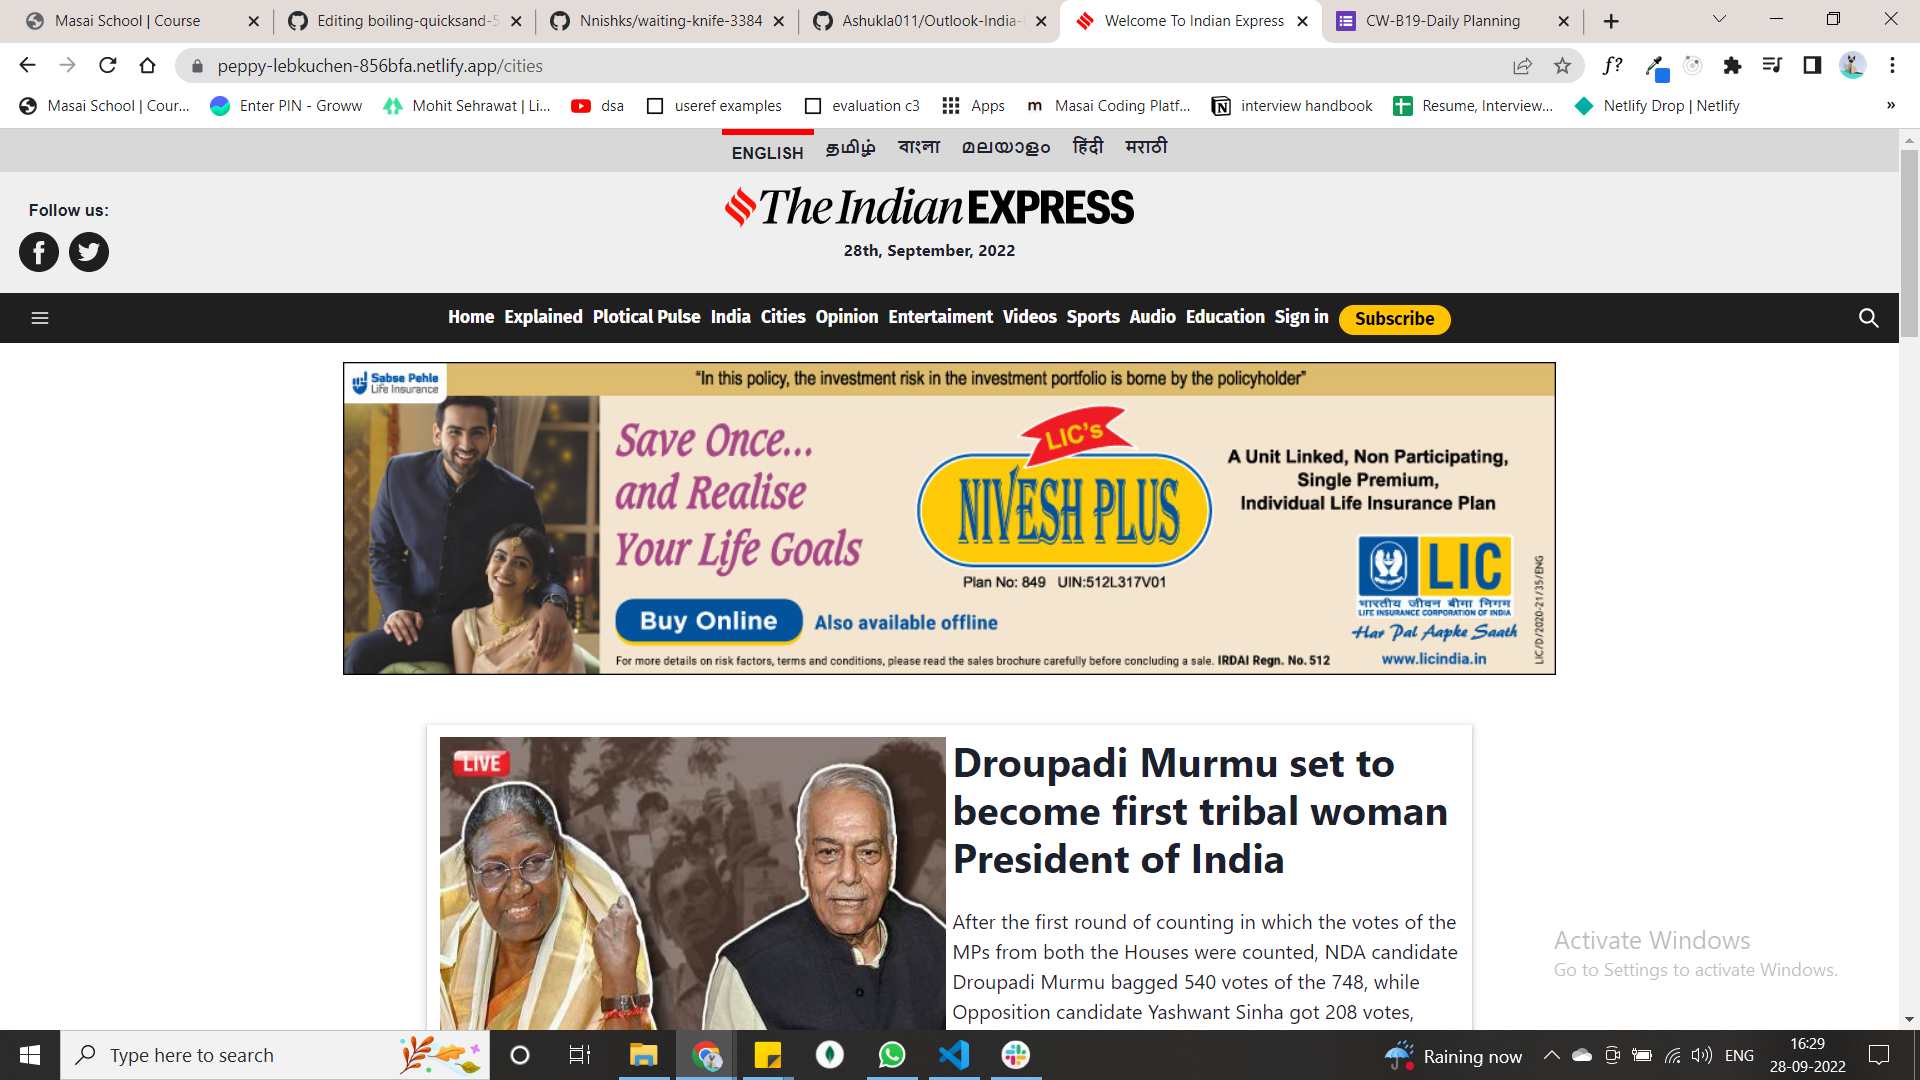 Masai School | Course
Editing boiling-quicksand-5
Nnishks/waiting-knife-3384
Ashukla011/Outlook-India-
Welcome To Indian Express
CW-B19-Daily Planning
peppy-lebkuchen-856bfa.netlify.app/cities
f?
Masai School | Cour...
Enter PIN - Groww
Mohit Sehrawat | Li...
dsa
useref examples
evaluation c3
Apps
Masai Coding Platf...
interview handbook
Resume, Interview...
Netlify Drop | Netlify
»
ENGLISH தமிழ் বাংলা മലയാളം हिंदी मराठी
Follow us:
The Indian EXPRESS
28th, September, 2022
Home Explained Plotical Pulse India Cities Opinion Entertaiment Videos Sports Audio Education Sign in Subscribe
Sabse Pehle
Life Insurance
“In this policy, the investment risk in the investment portfolio is borne by the policyholder”
Save Once...
and Realise
Your Life Goals
LIC's
NIVESH PLUS
Plan No: 849 UIN:512L317V01
A Unit Linked, Non Participating,
Single Premium,
Individual Life Insurance Plan
LIC
भारतीय जीवन बीमा निगम
LIFE INSURANCE CORPORATION OF INDIA
Har Pal Aapke Saath
www.licindia.in
LIC/D/2020-21/35/ENG
Buy Online Also available offline
For more details on risk factors, terms and conditions, please read the sales brochure carefully before concluding a sale. IRDAI Regn. No. 512
LIVE
Droupadi Murmu set to
become first tribal woman
President of India
After the first round of counting in which the votes of the
MPs from both the Houses were counted, NDA candidate
Droupadi Murmu bagged 540 votes of the 748, while
Opposition candidate Yashwant Sinha got 208 votes,
Activate Windows
Go to Settings to activate Windows.
Type here to search
Raining now
ENG
16:29
28-09-2022